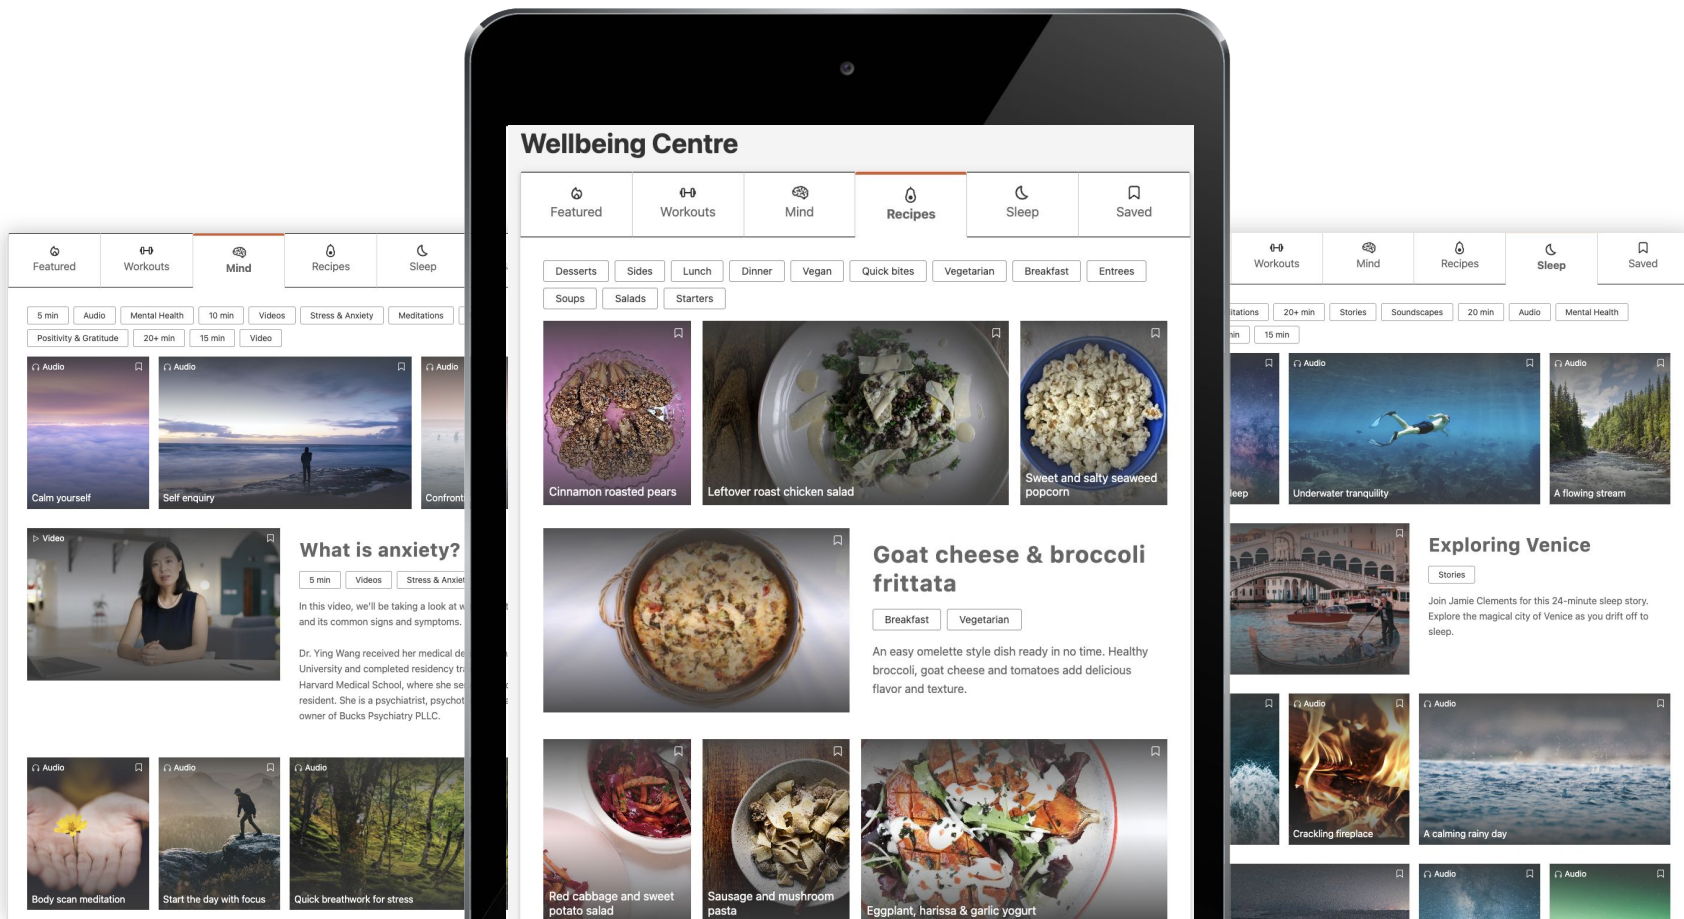 Wellbeing Centre
Featured
Workouts
Mind
Recipes
Sleep
Saved
Desserts
Sides
Lunch
Dinner
Vegan
Quick bites
Vegetarian
Breakfast
Entrees
Soups
Salads
Starters
Cinnamon roasted pears
Leftover roast chicken salad
Sweet and salty seaweed
popcorn
Goat cheese & broccoli
frittata
Breakfast
Vegetarian
An easy omelette style dish ready in no time. Healthy
broccoli, goat cheese and tomatoes add delicious
flavor and texture.
Red cabbage and sweet
potato salad
Sausage and mushroom
pasta
Eggplant, harissa & garlic yogurt
Featured
Workouts
Mind
Recipes
Sleep
5 min
Audio
Mental Health
10 min
Videos
Stress & Anxiety
Meditations
Positivity & Gratitude
20+ min
15 min
Video
Audio
Calm yourself
Audio
Self enquiry
Audio
Confront
Video
What is anxiety?
5 min
Videos
Stress & Anxiet
In this video, we'll be taking a look at w
and its common signs and symptoms.
Dr. Ying Wang received her medical de
University and completed residency tra
Harvard Medical School, where she se
resident. She is a psychiatrist, psychot
owner of Bucks Psychiatry PLLC.
Audio
Body scan meditation
Audio
Start the day with focus
Audio
Quick breathwork for stress
Workouts
Mind
Recipes
Sleep
Saved
itations
20+ min
Stories
Soundscapes
20 min
Audio
Mental Health
in
15 min
leep
Audio
Underwater tranquility
Audio
A flowing stream
Exploring Venice
Stories
Join Jamie Clements for this 24-minute sleep story.
Explore the magical city of Venice as you drift off to
sleep.
Audio
Crackling fireplace
Audio
A calming rainy day
Audio
Audio